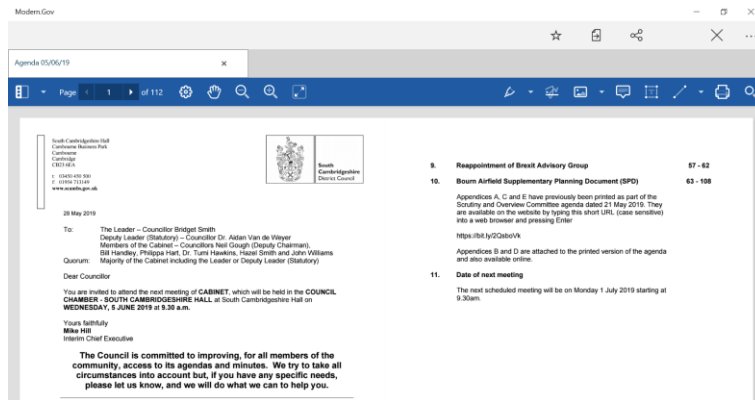 Modern.Gov
Agenda 05/06/19
Page 1 of 112
South Cambridgeshire Hall
Cambourne Business Park
Cambourne
Cambridge
CB23 6EA
t: 03450 450 500
f: 01954 713149
www.scambs.gov.uk
South
Cambridgeshire
District Council
28 May 2019
To: The Leader – Councillor Bridget Smith
Deputy Leader (Statutory) – Councillor Dr. Aidan Van de Weyer
Members of the Cabinet – Councillors Neil Gough (Deputy Chairman),
Bill Handley, Philippa Hart, Dr. Tumi Hawkins, Hazel Smith and John Williams
Quorum: Majority of the Cabinet including the Leader or Deputy Leader (Statutory)
Dear Councillor
You are invited to attend the next meeting of CABINET, which will be held in the COUNCIL
CHAMBER - SOUTH CAMBRIDGESHIRE HALL at South Cambridgeshire Hall on
WEDNESDAY, 5 JUNE 2019 at 9.30 a.m.
Yours faithfully
Mike Hill
Interim Chief Executive
The Council is committed to improving, for all members of the
community, access to its agendas and minutes. We try to take all
circumstances into account but, if you have any specific needs,
please let us know, and we will do what we can to help you.
9. Reappointment of Brexit Advisory Group 57 - 62
10. Bourn Airfield Supplementary Planning Document (SPD) 63 - 108
Appendices A, C and E have previously been printed as part of the
Scrutiny and Overview Committee agenda dated 21 May 2019. They
are available on the website by typing this short URL (case sensitive)
into a web browser and pressing Enter
https://bit.ly/2QsboVk
Appendices B and D are attached to the printed version of the agenda
and also available online.
11. Date of next meeting
The next scheduled meeting will be on Monday 1 July 2019 starting at
9.30am.